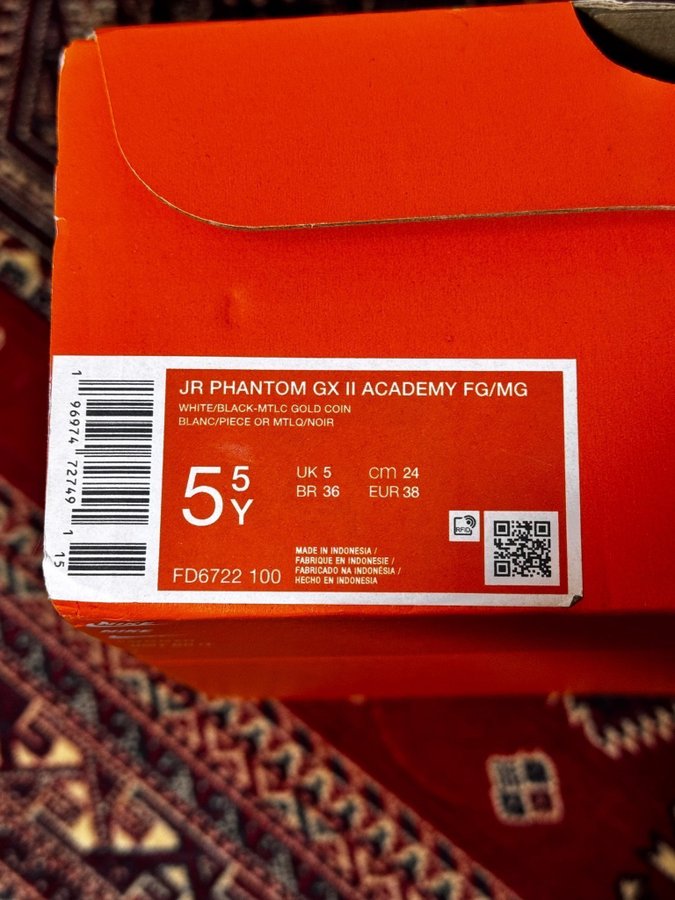 JR PHANTOM GX II ACADEMY FG/MG
WHITE/BLACK-MTLC GOLD COIN
BLANC/PIECE OR MTLQ/NOIR
5 5 Y
UK 5 cm 24
BR 36 EUR 38
RFID
MADE IN INDONESIA /
FABRIQUE EN INDONESIE /
FABRICADO NA INDONÉSIA /
HECHO EN INDONESIA
FD6722 100
1 96974 72749 1 15
NIKE
NIKE